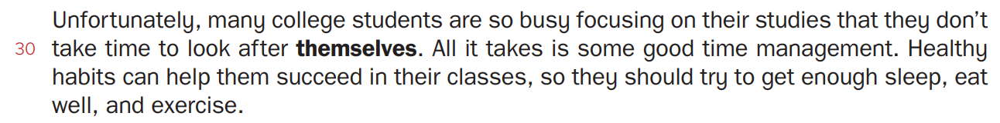 Unfortunately, many college students are so busy focusing on their studies that they don’t
30 take time to look after themselves. All it takes is some good time management. Healthy
habits can help them succeed in their classes, so they should try to get enough sleep, eat
well, and exercise.